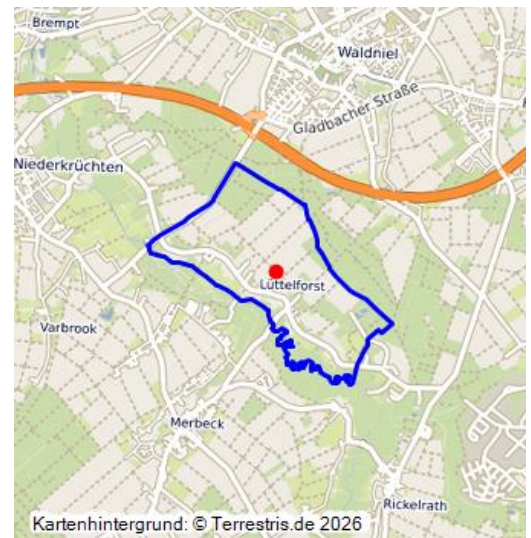 Brempt
Waldniel
Gladbacher Straße
Niederkrüchten
Lüttelforst
Varbrook
Merbeck
Rickelrath
Kartenhintergrund: © Terrestris.de 2026